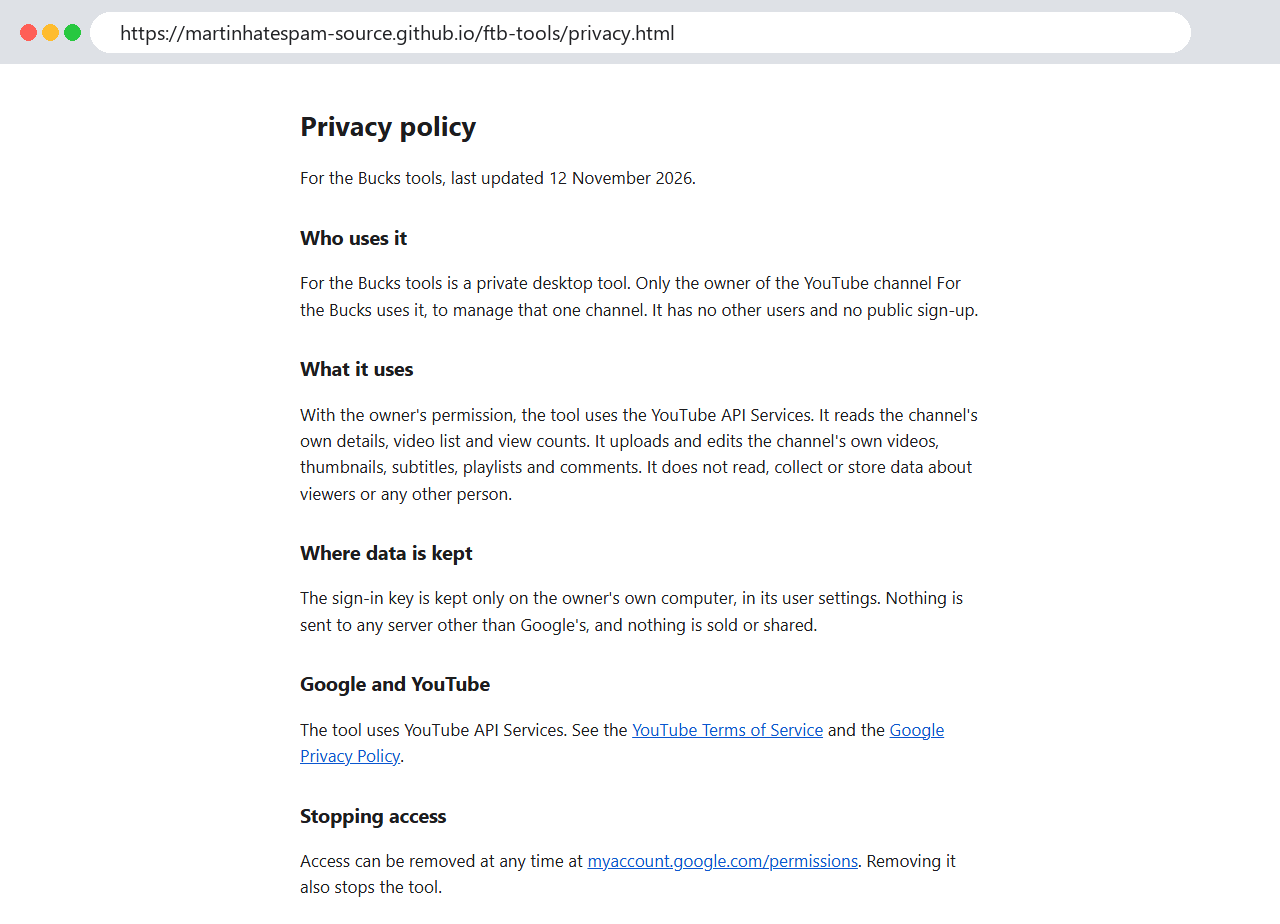 https://martinhatespam-source.github.io/ftb-tools/privacy.html
Privacy policy
For the Bucks tools, last updated 12 November 2026.
Who uses it
For the Bucks tools is a private desktop tool. Only the owner of the YouTube channel For
the Bucks uses it, to manage that one channel. It has no other users and no public sign-up.
What it uses
With the owner's permission, the tool uses the YouTube API Services. It reads the channel's
own details, video list and view counts. It uploads and edits the channel's own videos,
thumbnails, subtitles, playlists and comments. It does not read, collect or store data about
viewers or any other person.
Where data is kept
The sign-in key is kept only on the owner's own computer, in its user settings. Nothing is
sent to any server other than Google's, and nothing is sold or shared.
Google and YouTube
The tool uses YouTube API Services. See the YouTube Terms of Service and the Google
Privacy Policy.
Stopping access
Access can be removed at any time at myaccount.google.com/permissions. Removing it
also stops the tool.